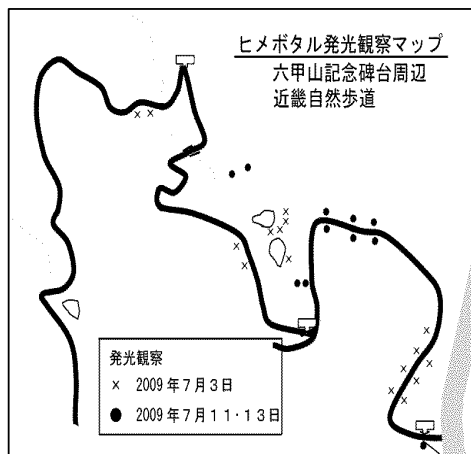 ヒメボタル発光観察マップ
六甲山記念碑台周辺
近畿自然歩道
発光観察
× 2009年7月3日
● 2009年7月11・13日